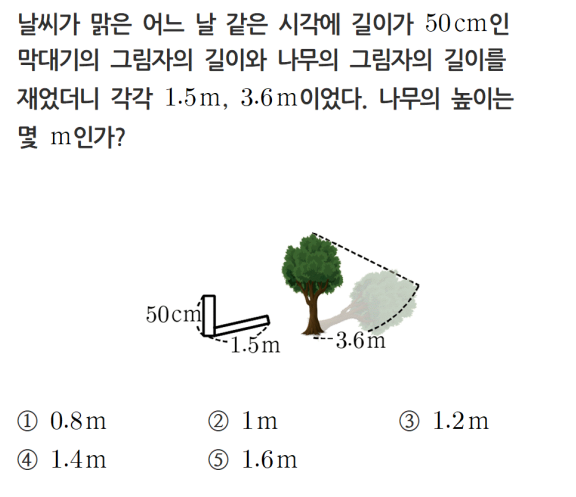 날씨가 맑은 어느 날 같은 시각에 길이가 50cm인
막대기의 그림자의 길이와 나무의 그림자의 길이를
재었더니 각각 1.5m, 3.6m이었다. 나무의 높이는
몇 m인가?
50cm
1.5m
3.6m
① 0.8m ② 1m ③ 1.2m
④ 1.4m ⑤ 1.6m